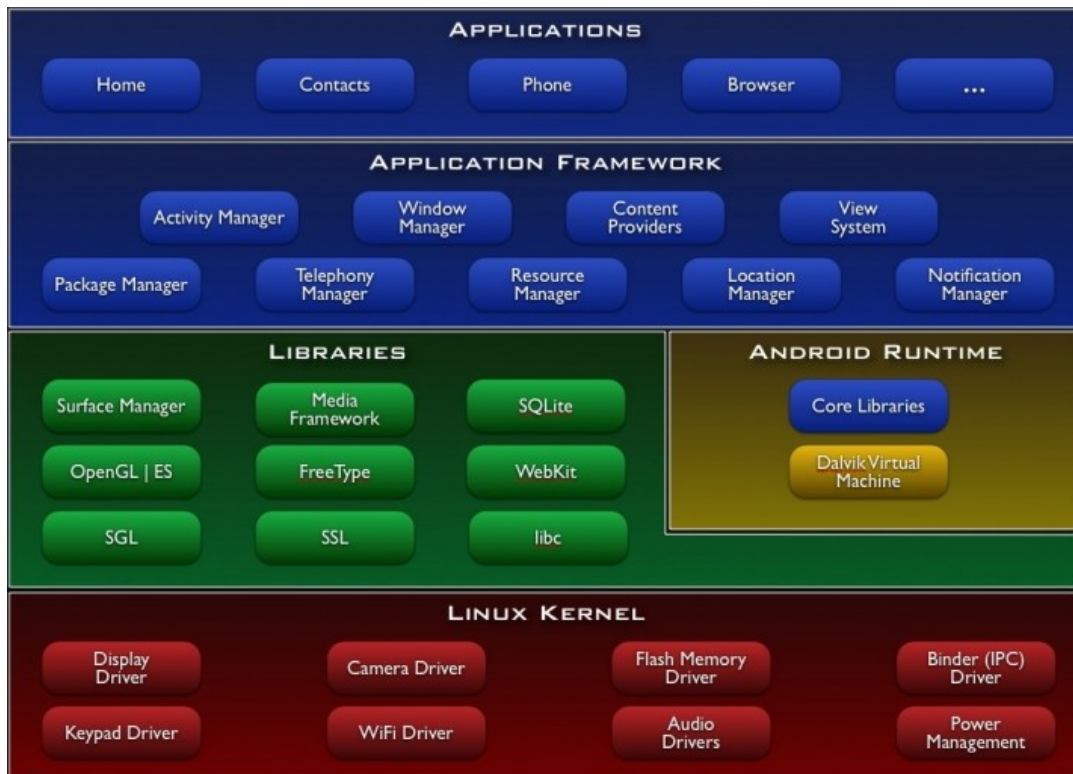 APPLICATIONS
Home
Contacts
Phone
Browser
...
APPLICATION FRAMEWORK
Activity Manager
Window
Manager
Content
Providers
View
System
Package Manager
Telephony
Manager
Resource
Manager
Location
Manager
Notification
Manager
LIBRARIES
Surface Manager
Media
Framework
SQLite
OpenGL | ES
FreeType
WebKit
SGL
SSL
libc
ANDROID RUNTIME
Core Libraries
Dalvik Virtual
Machine
LINUX KERNEL
Display
Driver
Camera Driver
Flash Memory
Driver
Binder (IPC)
Driver
Keypad Driver
WiFi Driver
Audio
Drivers
Power
Management